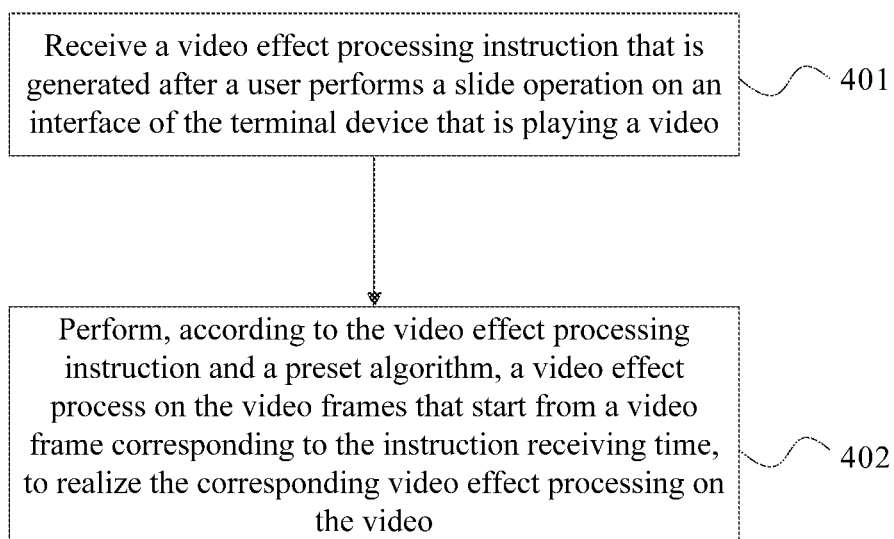 Receive a video effect processing instruction that is
generated after a user performs a slide operation on an
interface of the terminal device that is playing a video
401
Perform, according to the video effect processing
instruction and a preset algorithm, a video effect
process on the video frames that start from a video
frame corresponding to the instruction receiving time,
to realize the corresponding video effect processing on
the video
402